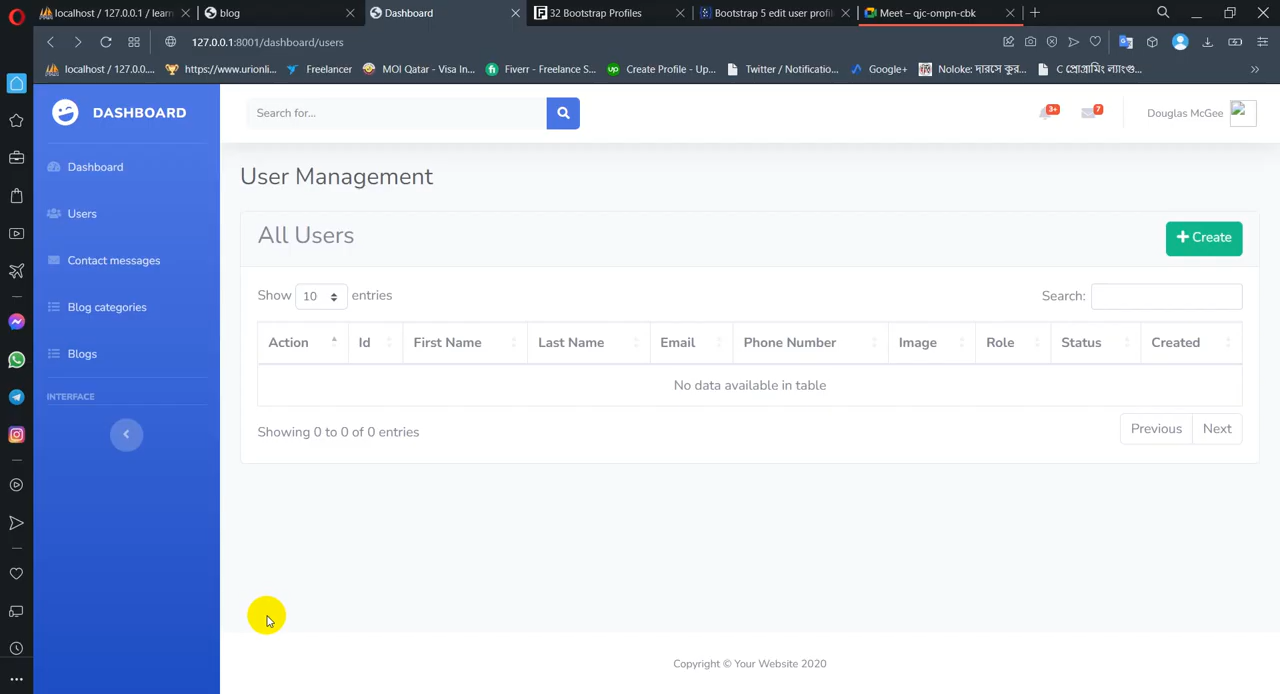 localhost / 127.0.0.1 / learn
blog
Dashboard
32 Bootstrap Profiles
Bootstrap 5 edit user profil
Meet – qjc-ompn-cbk
127.0.0.1:8001/dashboard/users
localhost / 127.0.0....
https://www.urionli...
Freelancer
MOI Qatar - Visa In...
Fiverr - Freelance S...
Create Profile - Up...
Twitter / Notificatio...
Google+
Noloke: দারসে কুর...
C প্রোগ্রামিং ল্যাংগু...
DASHBOARD
Search for...
3+
7
Douglas McGee
Dashboard
Users
Contact messages
Blog categories
Blogs
INTERFACE
User Management
All Users
Create
Show 10 entries
Search:
Action Id First Name Last Name Email Phone Number Image Role Status Created
No data available in table
Showing 0 to 0 of 0 entries
Previous Next
Copyright © Your Website 2020